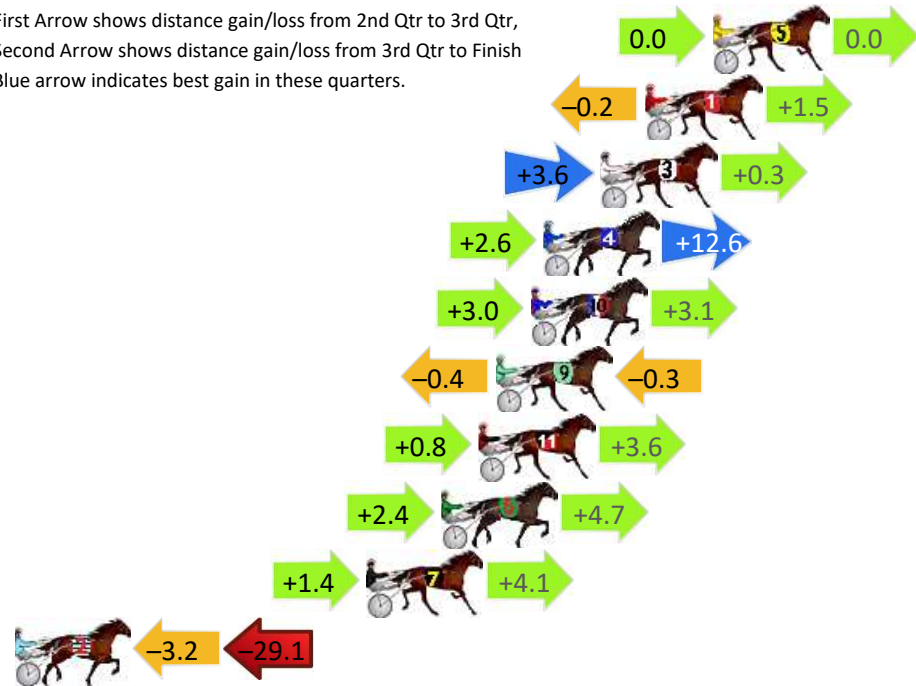 First Arrow shows distance gain/loss from 2nd Qtr to 3rd Qtr,
Second Arrow shows distance gain/loss from 3rd Qtr to Finish
Blue arrow indicates best gain in these quarters.
0.0 5 0.0
–0.2 1 +1.5
+3.6 3 +0.3
+2.6 4 +12.6
+3.0 10 +3.1
–0.4 9 –0.3
+0.8 11 +3.6
+2.4 +4.7
+1.4 7 +4.1
–3.2 –29.1